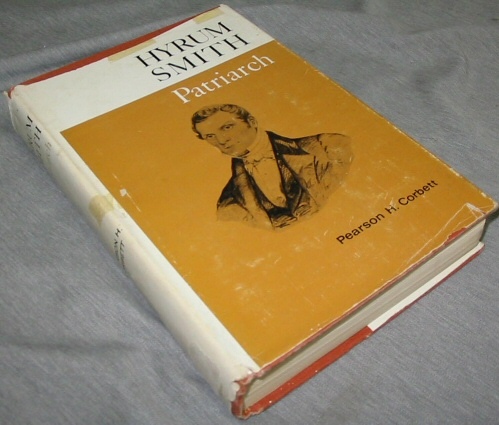 HYRUM
SMITH
Patriarch
Pearson H. Corbett